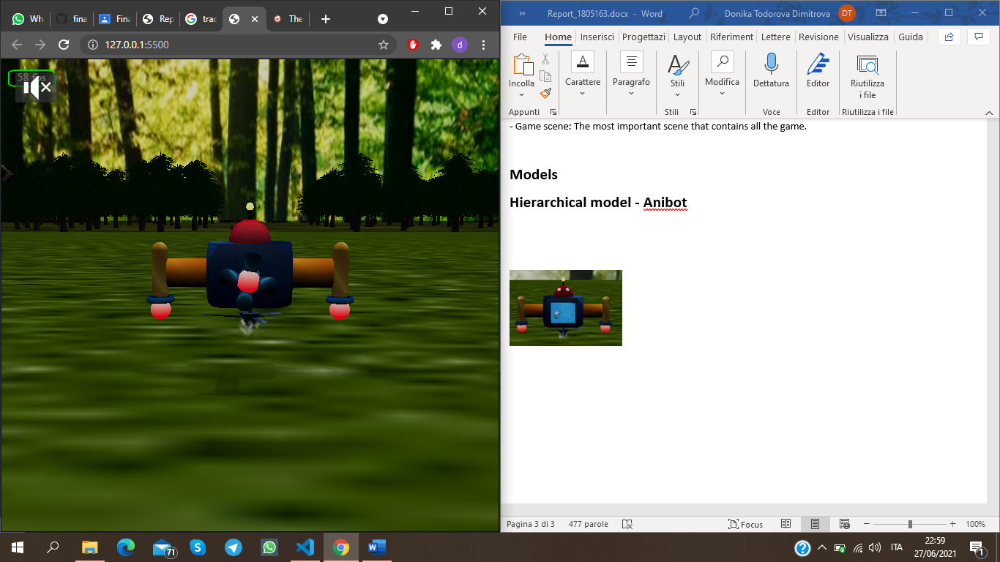 Wh
fina
Fina
Rep
trac
The
127.0.0.1:5500
d
58 fps
Report_1805163.docx - Word
Donika Todorova Dimitrova
DT
File
Home
Inserisci
Progettazi
Layout
Riferiment
Lettere
Revisione
Visualizza
Guida
Incolla
Carattere
Paragrafo
Stili
Modifica
Dettatura
Editor
Riutilizza
i file
Appunti
Stili
Voce
Editor
Riutilizza i file
- Game scene: The most important scene that contains all the game.
Models
Hierarchical model - Anibot
Pagina 3 di 3
477 parole
Focus
100%
71
ITA
22:59
27/06/2021
1